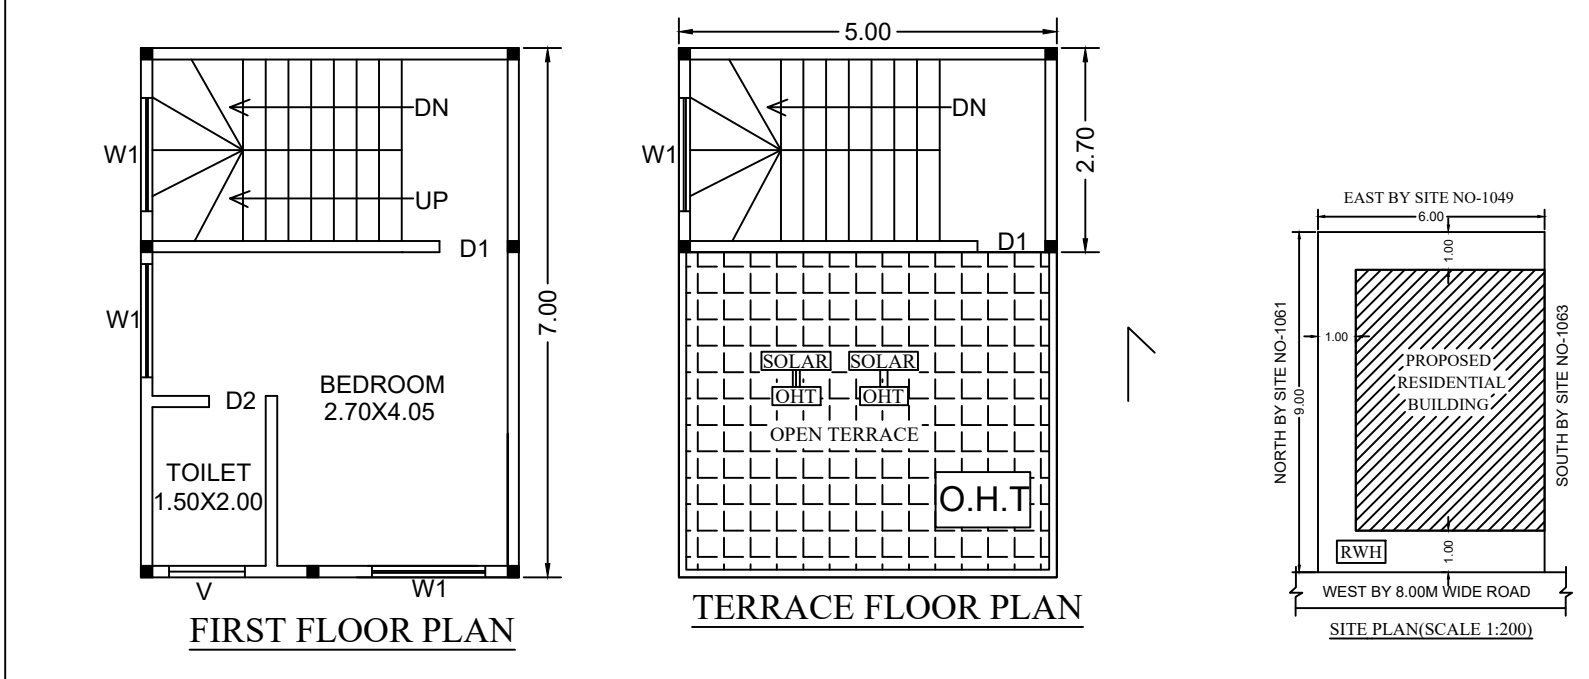 DN
UP
W1
D1
W1
D2
BEDROOM
2.70X4.05
TOILET
1.50X2.00
V
W1
7.00
FIRST FLOOR PLAN
5.00
DN
W1
2.70
D1
SOLAR
SOLAR
OHT
OHT
OPEN TERRACE
O.H.T
TERRACE FLOOR PLAN
EAST BY SITE NO-1049
6.00
1.00
NORTH BY SITE NO-1061
9.00
1.00
PROPOSED
RESIDENTIAL
BUILDING
SOUTH BY SITE NO-1063
RWH
1.00
WEST BY 8.00M WIDE ROAD
SITE PLAN(SCALE 1:200)